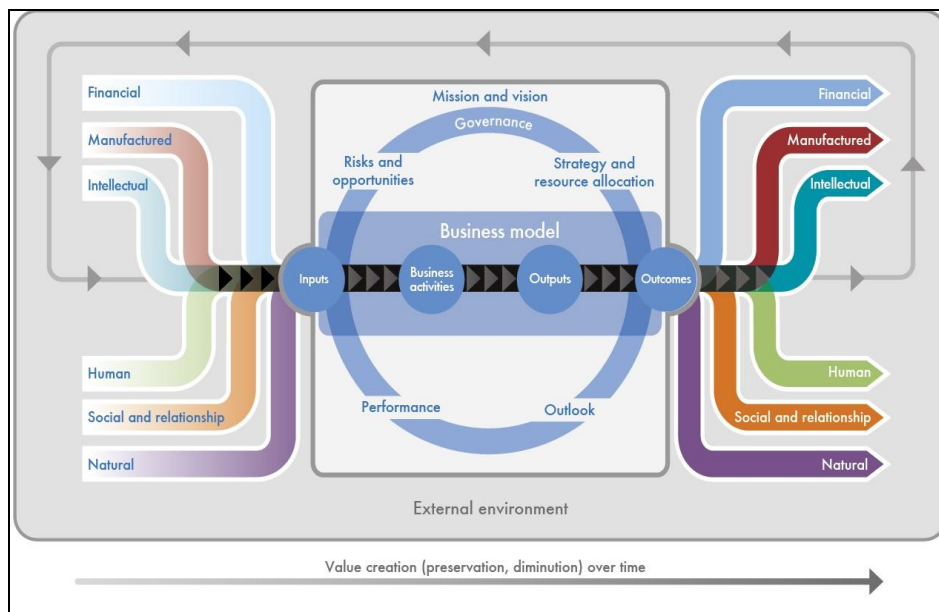 Financial
Manufactured
Intellectual
Human
Social and relationship
Natural
Mission and vision
Governance
Risks and
opportunities
Strategy and
resource allocation
Business model
Inputs
Business
activities
Outputs
Outcomes
Performance
Outlook
Financial
Manufactured
Intellectual
Human
Social and relationship
Natural
External environment
Value creation (preservation, diminution) over time